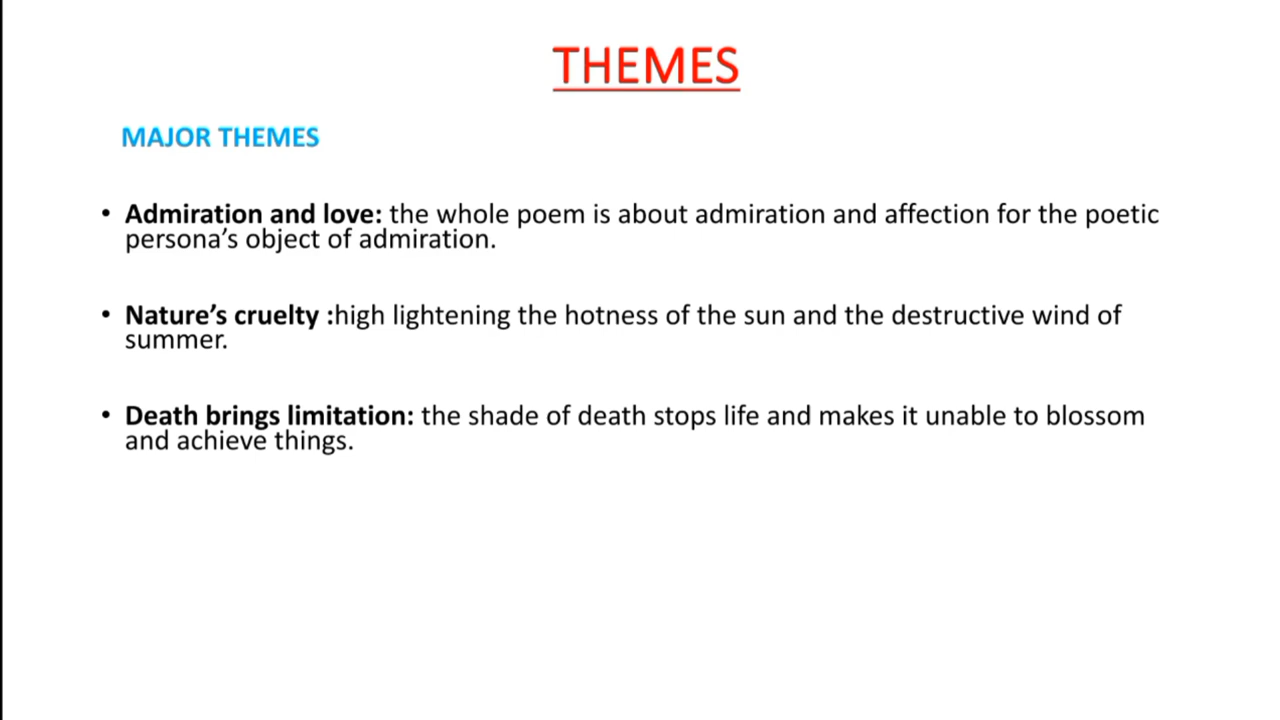 THEMES
MAJOR THEMES
• Admiration and love: the whole poem is about admiration and affection for the poetic
persona’s object of admiration.
• Nature’s cruelty :high lightening the hotness of the sun and the destructive wind of
summer.
• Death brings limitation: the shade of death stops life and makes it unable to blossom
and achieve things.